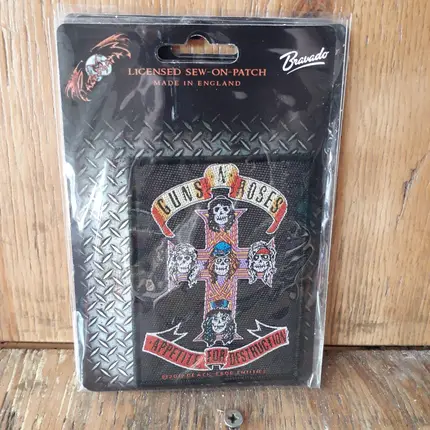 Bravado
LICENSED SEW-ON-PATCH
MADE IN ENGLAND
GUNS N' ROSES
APPETITE FOR DESTRUCTION